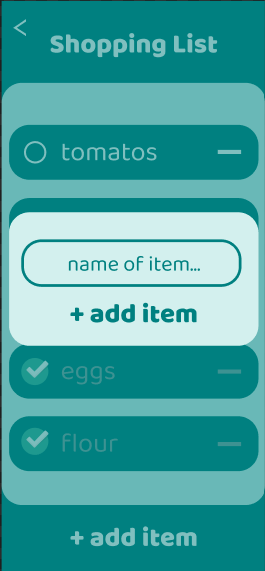 Shopping List
tomatos
name of item...
+ add item
eggs
flour
+ add item